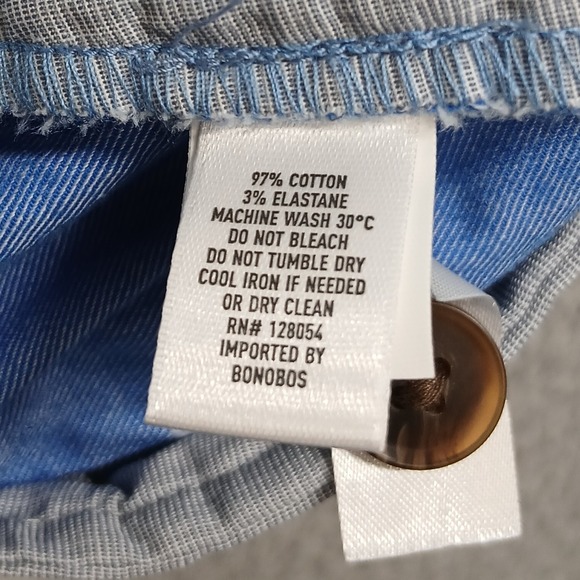 97% COTTON
3% ELASTANE
MACHINE WASH 30°C
DO NOT BLEACH
DO NOT TUMBLE DRY
COOL IRON IF NEEDED
OR DRY CLEAN
RN# 128054
IMPORTED BY
BONOBOS